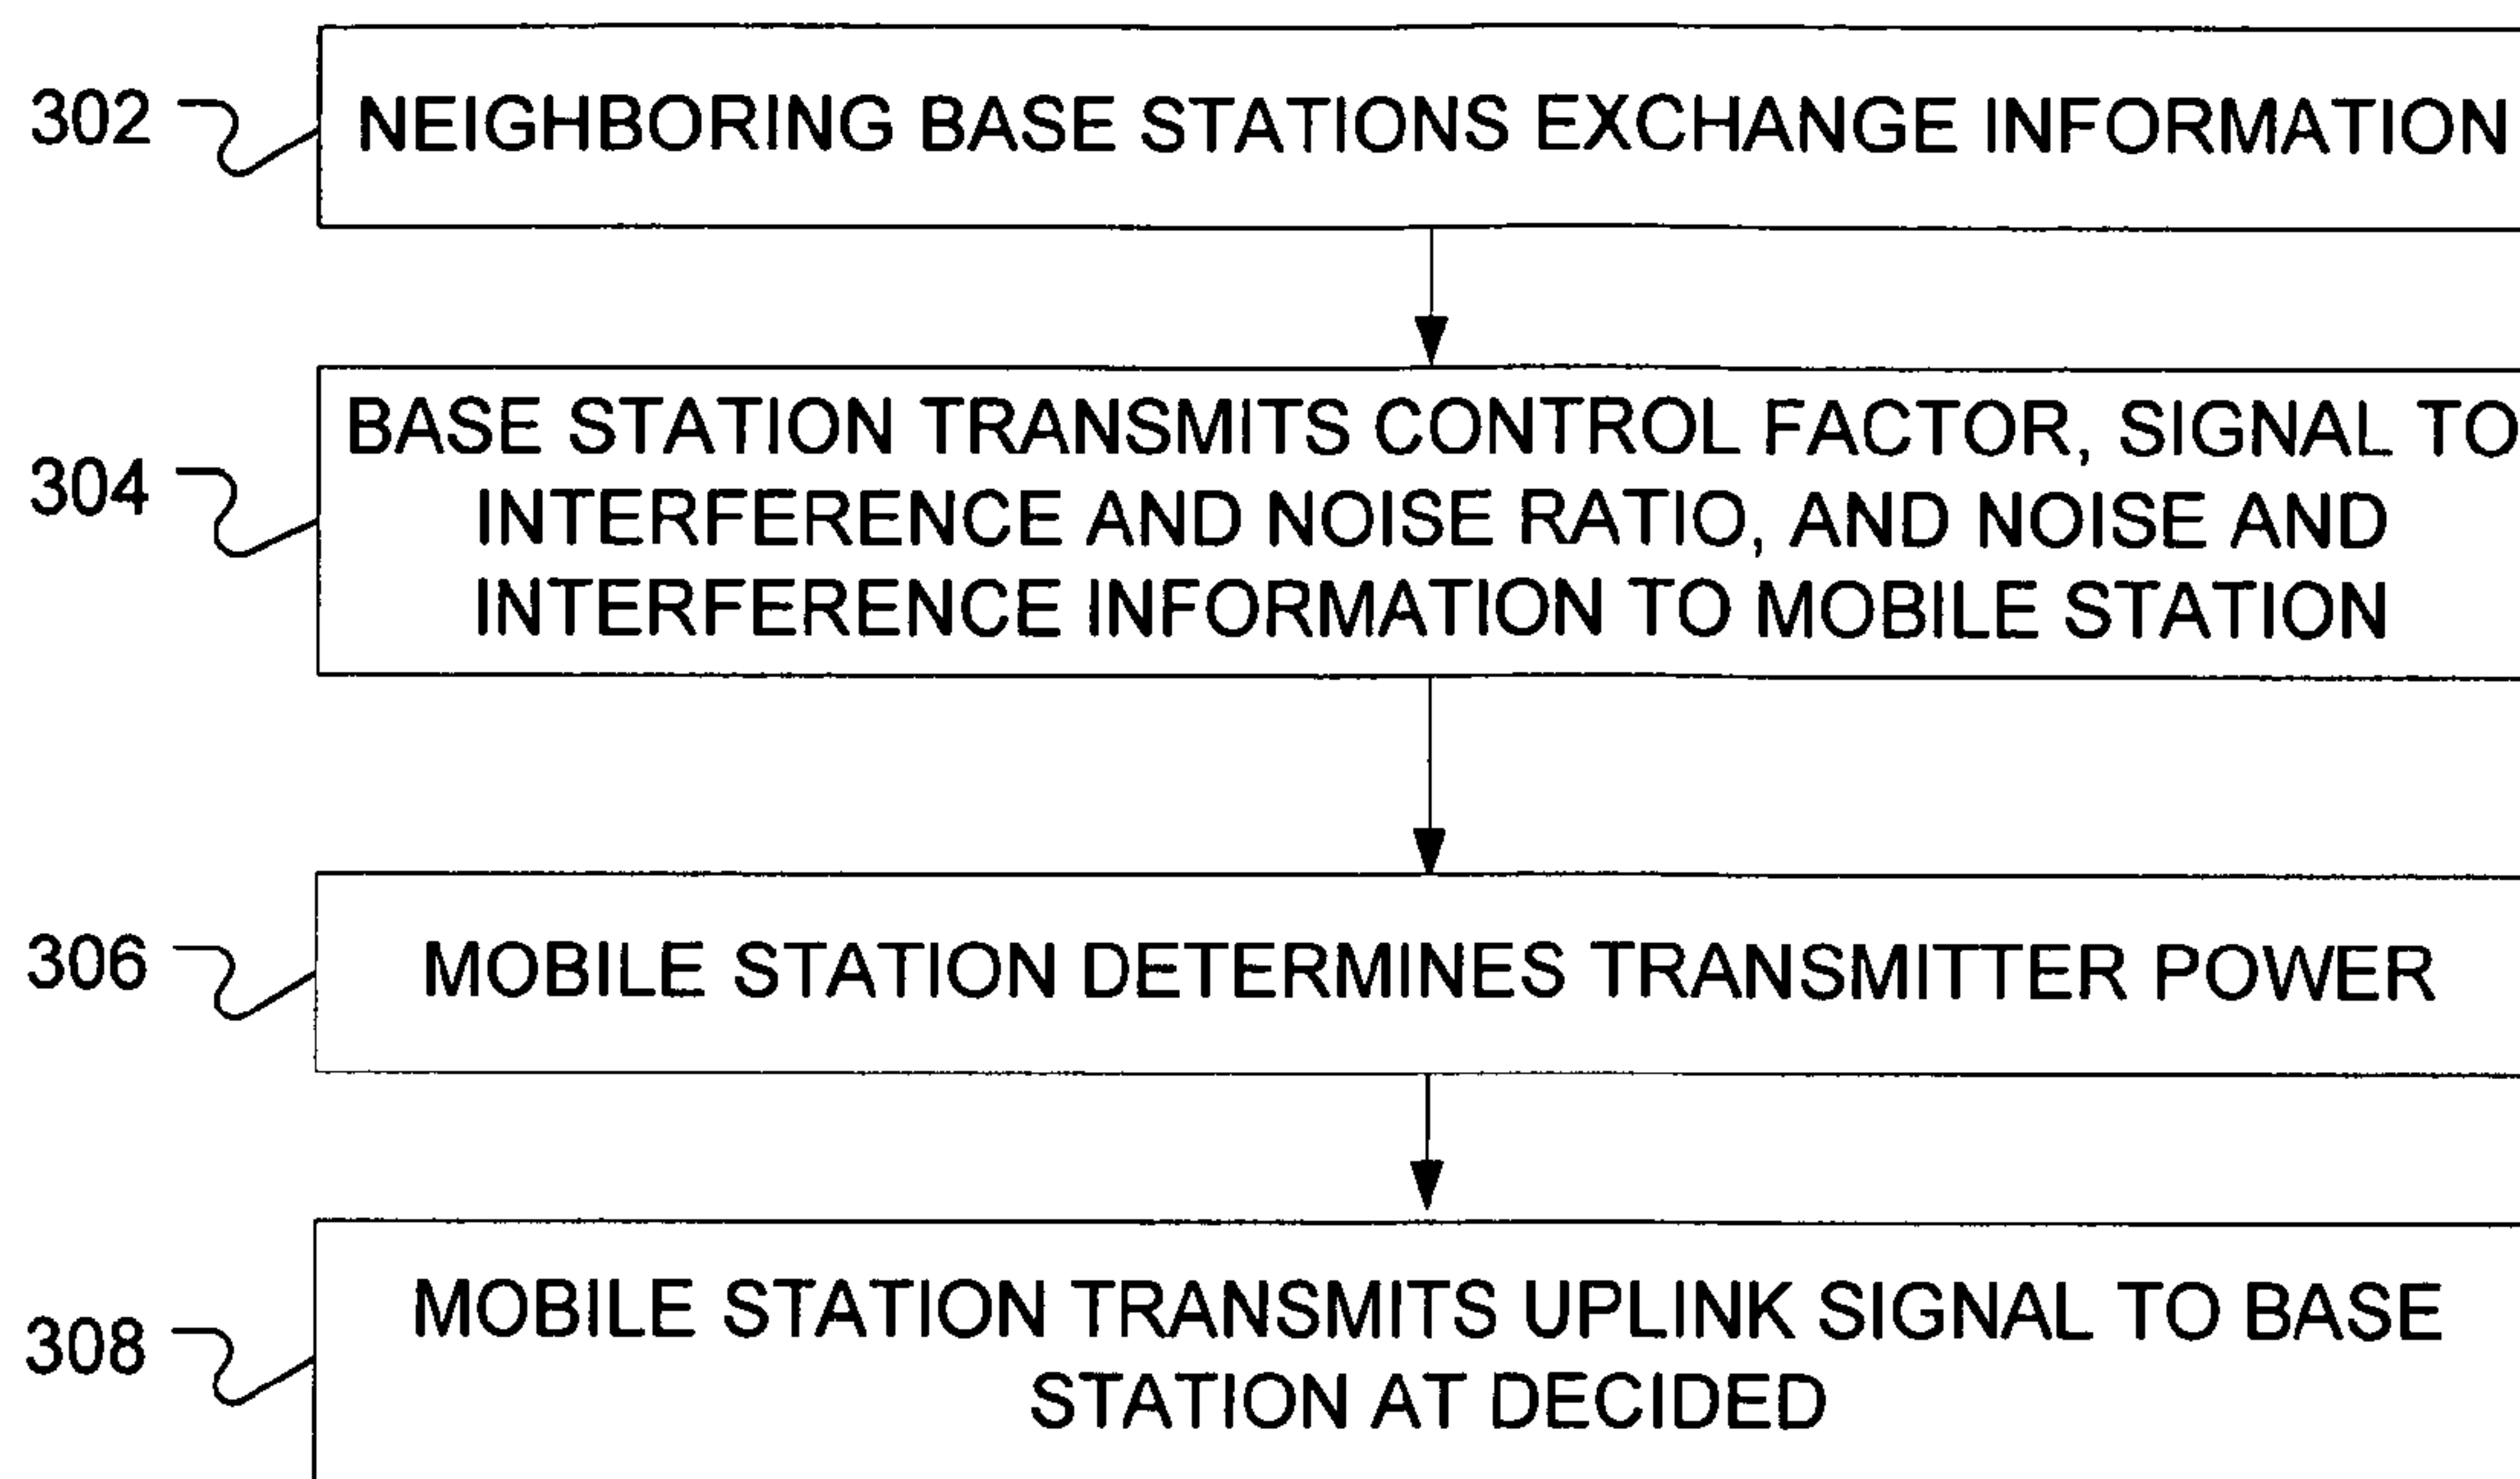 302 NEIGHBORING BASE STATIONS EXCHANGE INFORMATION
BASE STATION TRANSMITS CONTROL FACTOR, SIGNAL TO
304 INTERFERENCE AND NOISE RATIO, AND NOISE AND
INTERFERENCE INFORMATION TO MOBILE STATION
306 MOBILE STATION DETERMINES TRANSMITTER POWER
308 MOBILE STATION TRANSMITS UPLINK SIGNAL TO BASE
STATION AT DECIDED